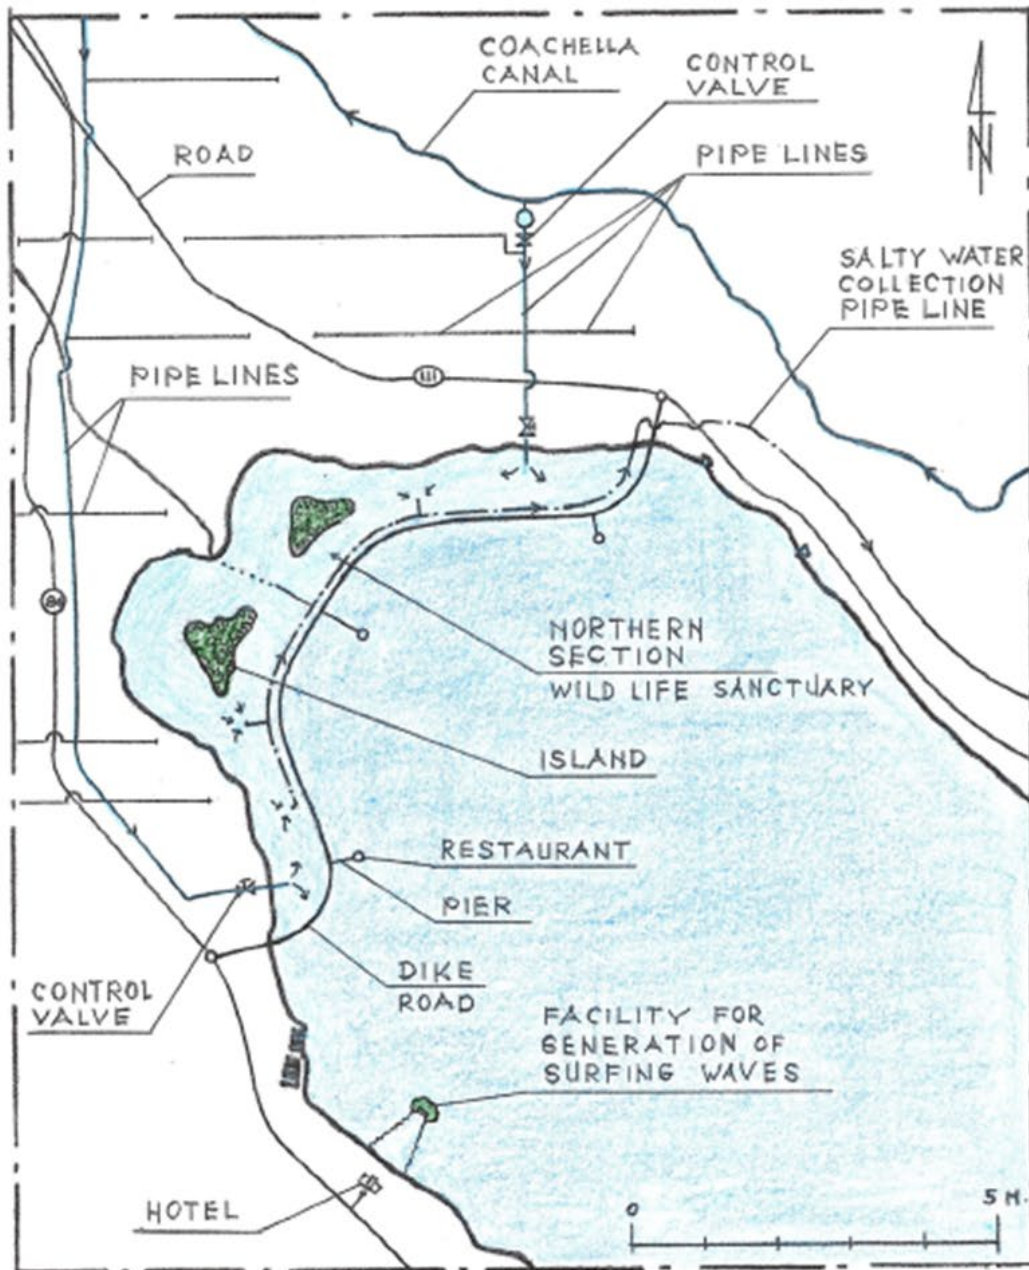 COACHELLA
CANAL
CONTROL
VALVE
ROAD
PIPE LINES
N
SALTY WATER
COLLECTION
PIPE LINE
111
PIPE LINES
86
NORTHERN
SECTION
WILD LIFE SANCTUARY
ISLAND
RESTAURANT
PIER
DIKE
ROAD
CONTROL
VALVE
FACILITY FOR
GENERATION OF
SURFING WAVES
HOTEL
0
5 M.